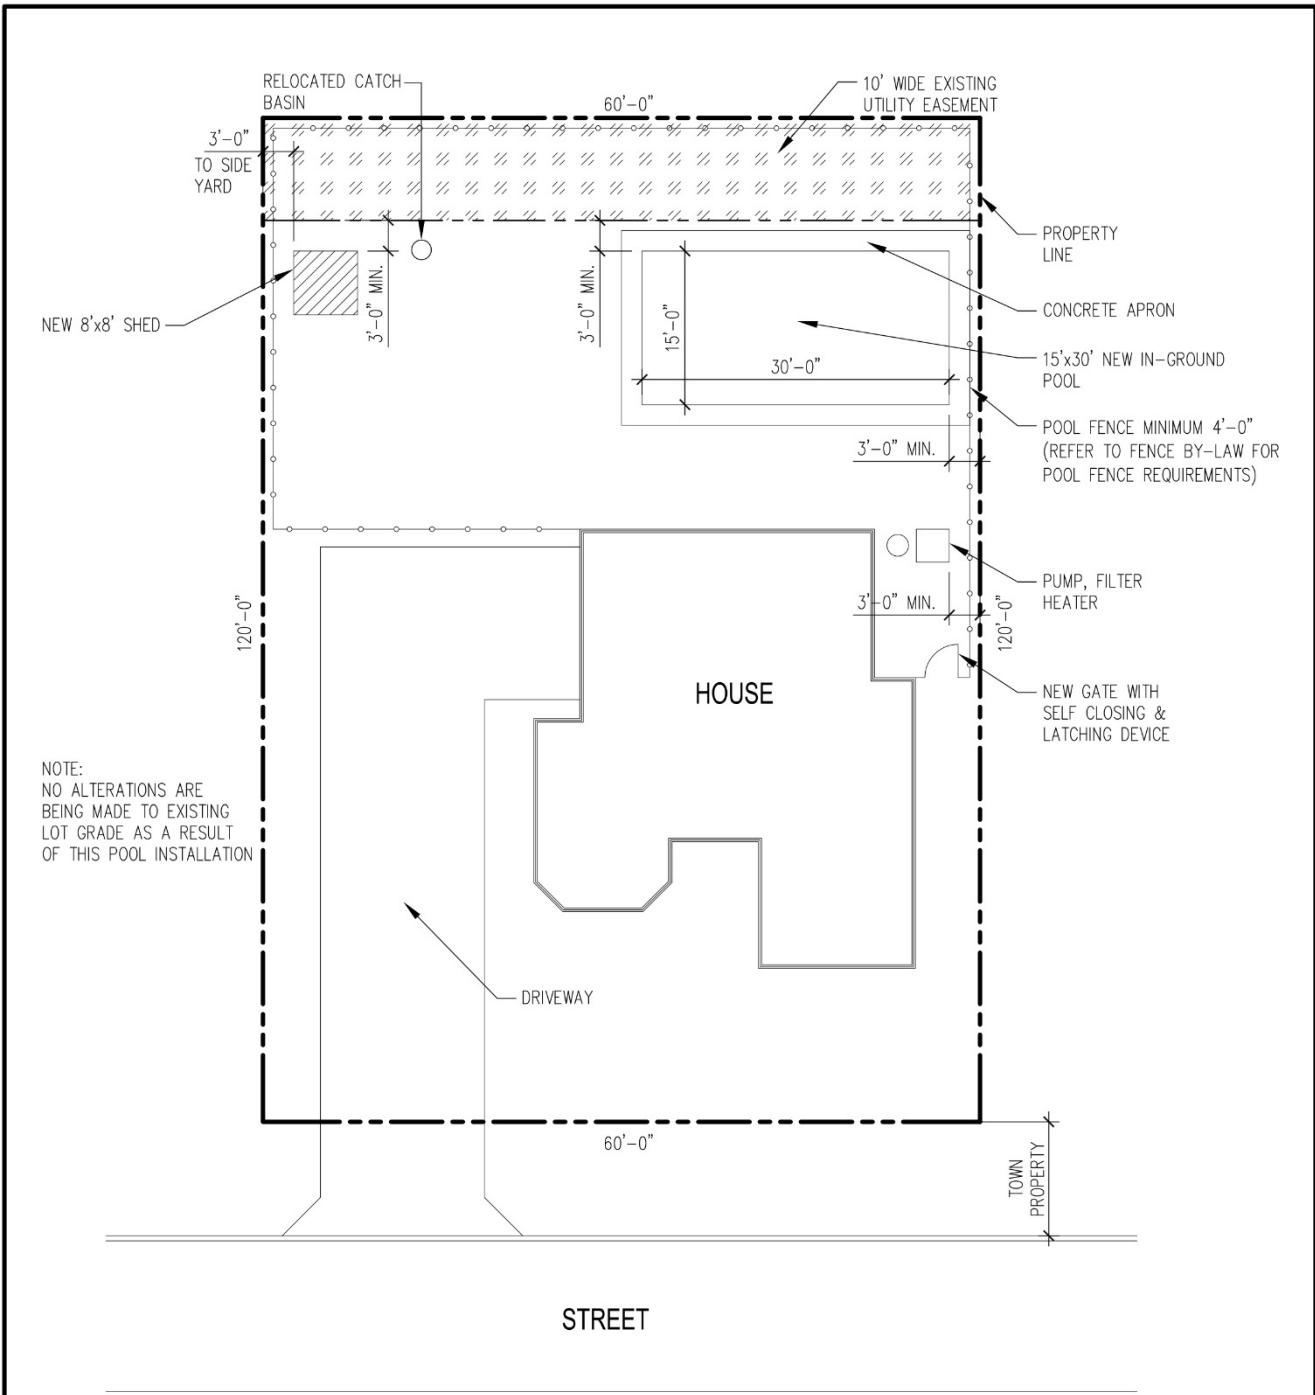 RELOCATED CATCH
BASIN
60'-0"
10' WIDE EXISTING
UTILITY EASEMENT
3'-0"
TO SIDE
YARD
PROPERTY
LINE
NEW 8'x8' SHED
3'-0" MIN.
3'-0" MIN.
15'-0"
30'-0"
CONCRETE APRON
15'x30' NEW IN-GROUND
POOL
POOL FENCE MINIMUM 4'-0"
(REFER TO FENCE BY-LAW FOR
POOL FENCE REQUIREMENTS)
3'-0" MIN.
PUMP, FILTER
HEATER
3'-0" MIN.
120'-0"
120'-0"
HOUSE
NEW GATE WITH
SELF CLOSING &
LATCHING DEVICE
NOTE:
NO ALTERATIONS ARE
BEING MADE TO EXISTING
LOT GRADE AS A RESULT
OF THIS POOL INSTALLATION
DRIVEWAY
60'-0"
TOWN
PROPERTY
STREET